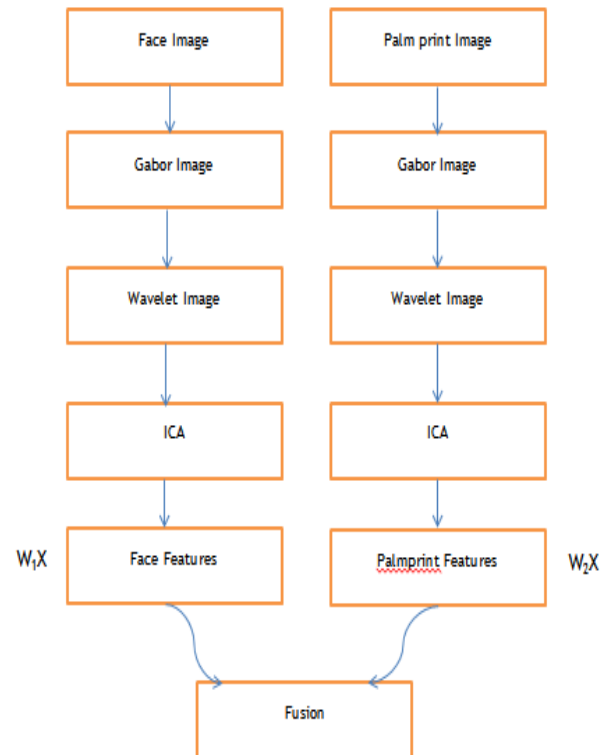 Face Image
Palm print Image
Gabor Image
Gabor Image
Wavelet Image
Wavelet Image
ICA
ICA
W₁X
Face Features
Palmprint Features
W₂X
Fusion